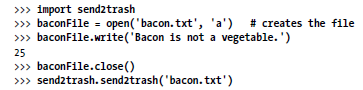 >>> import send2trash
>>> baconFile = open('bacon.txt', 'a')   # creates the file
>>> baconFile.write('Bacon is not a vegetable.')
25
>>> baconFile.close()
>>> send2trash.send2trash('bacon.txt')